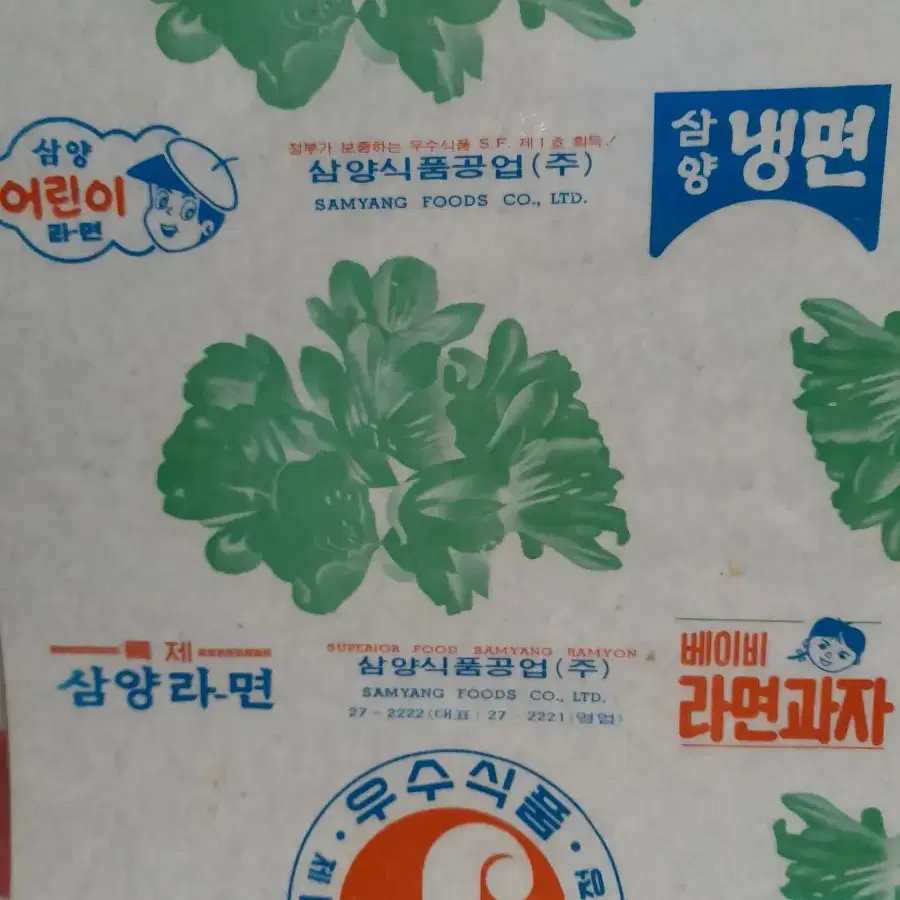 삼양
어린이
라-면
정부가 보증하는 우수식품 S.F. 제1호 획득!
삼양식품공업(주)
SAMYANG FOODS CO., LTD.
삼양
냉면
특제
삼양라-면
SUPERIOR FOOD SAMYANG RAMYON
삼양식품공업(주)
SAMYANG FOODS CO., LTD.
27-2222(대표) 27-2221(영업)
베이비
라면과자
·우수식품·
제